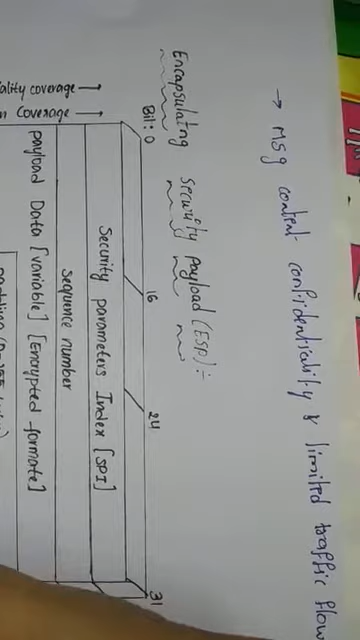 → Msg content confidentiality & limited traffic flow
Encapsulating Security Payload (ESP):-
Bit: 0 16 24 31
Security parameters Index [SPI]
sequence number
payload Data [variable] [Encrypted formate]
ality coverage →
n coverage →